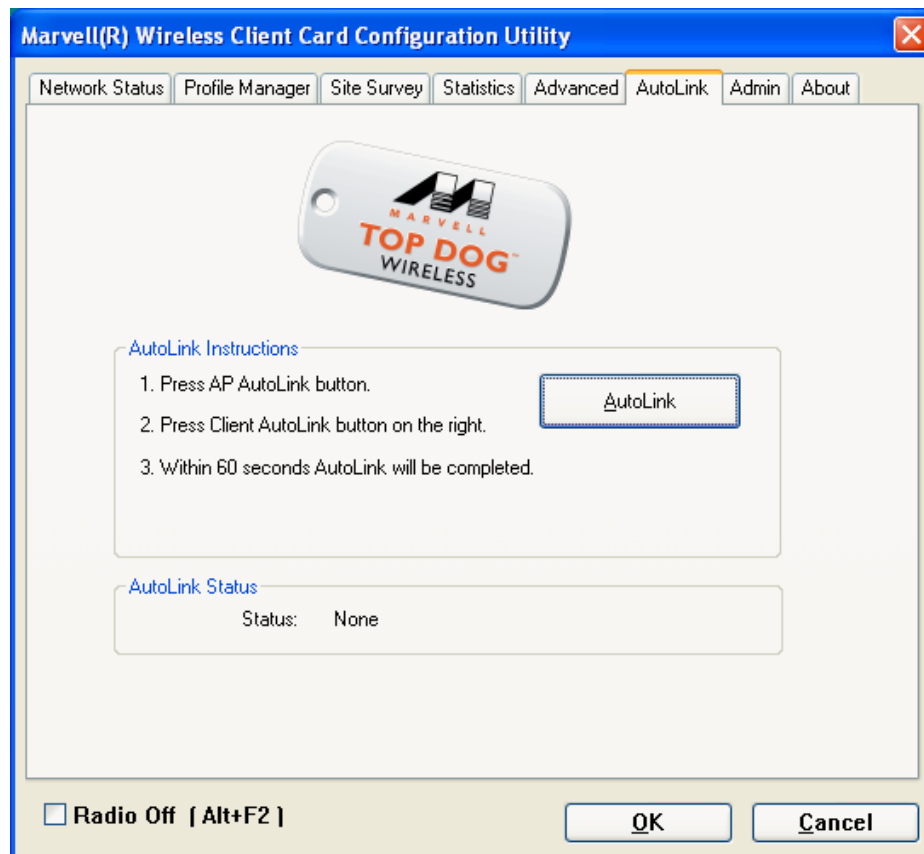 Marvell(R) Wireless Client Card Configuration Utility
Network Status Profile Manager Site Survey Statistics Advanced AutoLink Admin About
MARVELL
TOP DOG™
WIRELESS
AutoLink Instructions
1. Press AP AutoLink button.
AutoLink
2. Press Client AutoLink button on the right.
3. Within 60 seconds AutoLink will be completed.
AutoLink Status
Status: None
Radio Off ( Alt+F2 )
OK Cancel